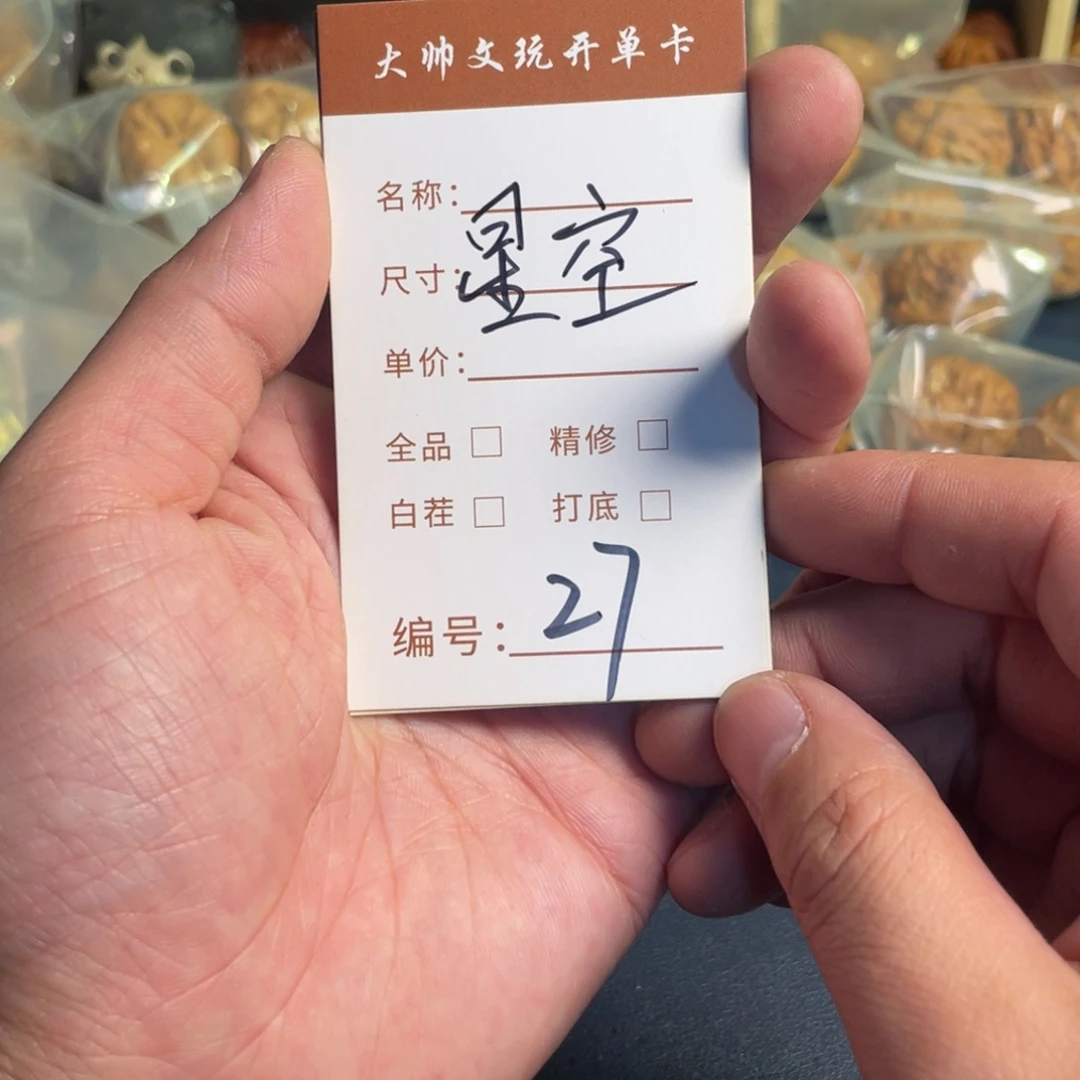 大帅文玩开单卡
名称：星空
尺寸：
单价：
全品 □ 精修 □
白茬 □ 打底 □
编号：27